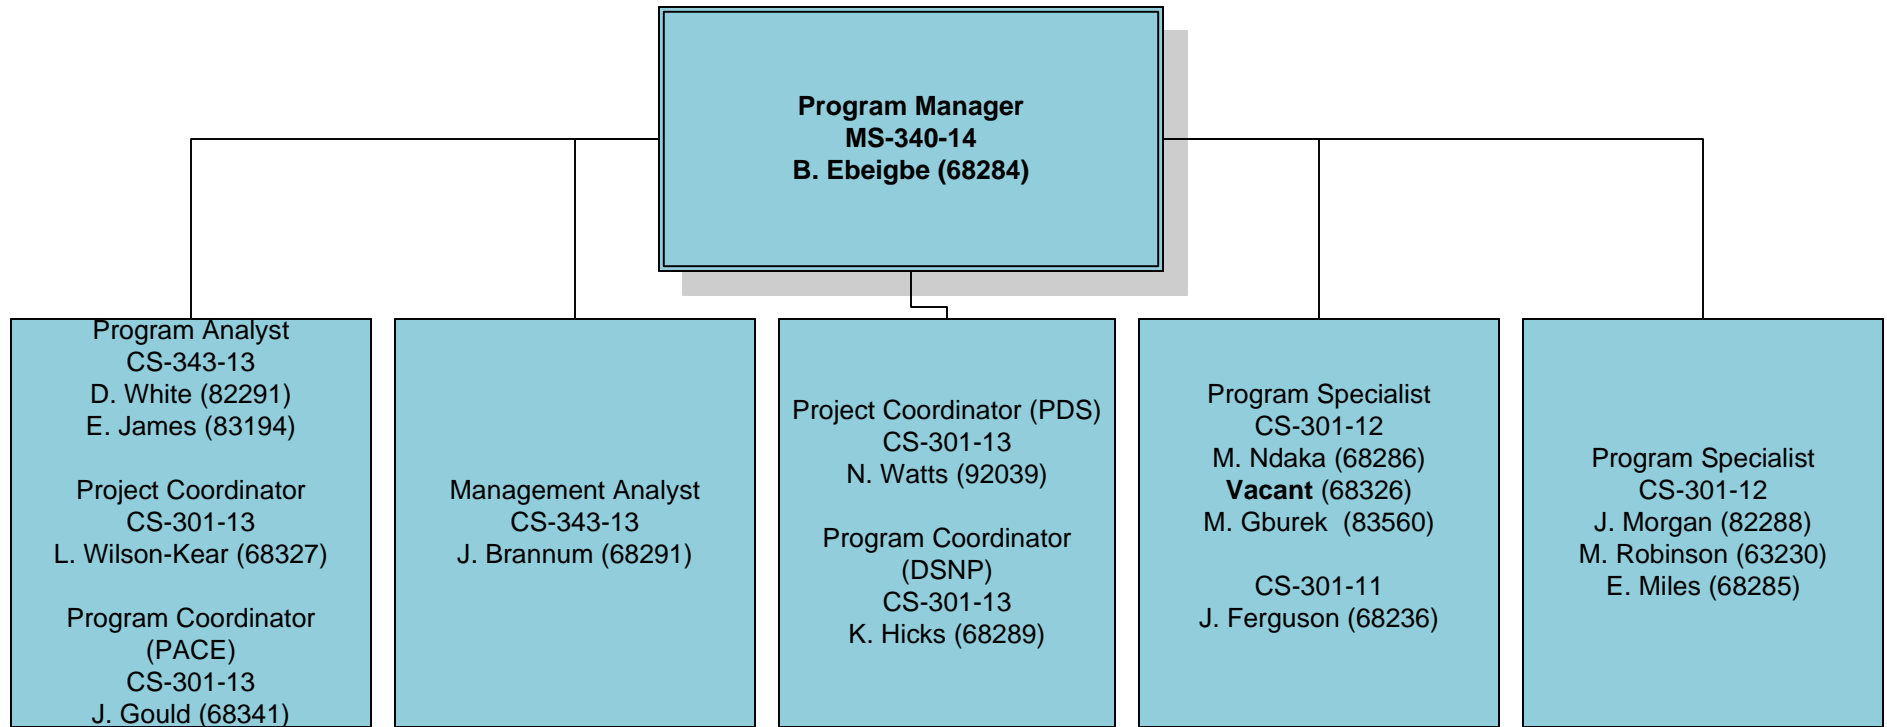 Program Manager
MS-340-14
B. Ebeigbe (68284)
Program Analyst
CS-343-13
D. White (82291)
E. James (83194)
Project Coordinator
CS-301-13
L. Wilson-Kear (68327)
Program Coordinator
(PACE)
CS-301-13
J. Gould (68341)
Management Analyst
CS-343-13
J. Brannum (68291)
Project Coordinator (PDS)
CS-301-13
N. Watts (92039)
Program Coordinator
(DSNP)
CS-301-13
K. Hicks (68289)
Program Specialist
CS-301-12
M. Ndaka (68286)
Vacant (68326)
M. Gburek  (83560)
CS-301-11
J. Ferguson (68236)
Program Specialist
CS-301-12
J. Morgan (82288)
M. Robinson (63230)
E. Miles (68285)